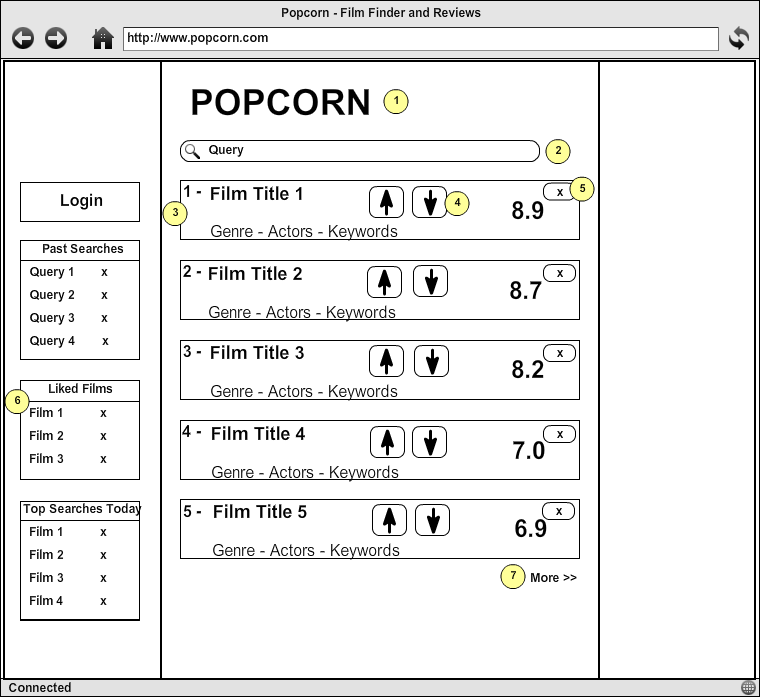 Popcorn - Film Finder and Reviews
http://www.popcorn.com
POPCORN 1
Query 2
Login
Past Searches
Query 1 x
Query 2 x
Query 3 x
Query 4 x
6
Liked Films
Film 1 x
Film 2 x
Film 3 x
Top Searches Today
Film 1 x
Film 2 x
Film 3 x
Film 4 x
3
1 - Film Title 1 4 8.9 x 5
Genre - Actors - Keywords
2 - Film Title 2 8.7 x
Genre - Actors - Keywords
3 - Film Title 3 8.2 x
Genre - Actors - Keywords
4 - Film Title 4 7.0 x
Genre - Actors - Keywords
5 - Film Title 5 6.9 x
Genre - Actors - Keywords
7 More >>
Connected